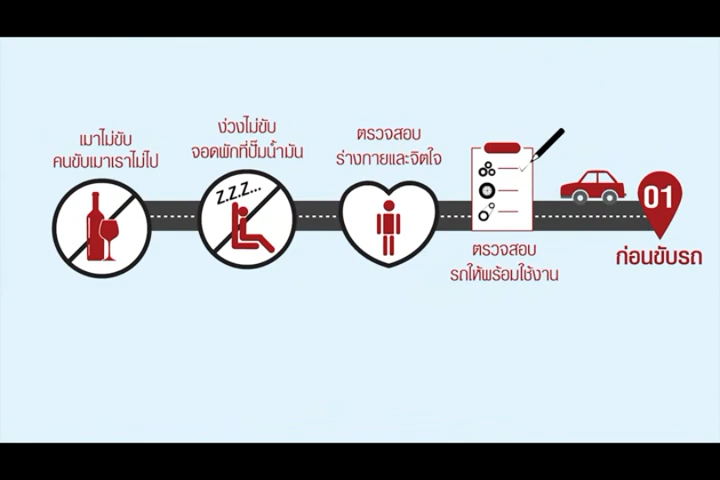 เมาไม่ขับ
คนขับเมาเราไม่ไป
ง่วงไม่ขับ
จอดพักที่ปั๊มน้ำมัน
Z.Z.Z...
ตรวจสอบ
ร่างกายและจิตใจ
ตรวจสอบ
รถให้พร้อมใช้งาน
01
ก่อนขับรถ